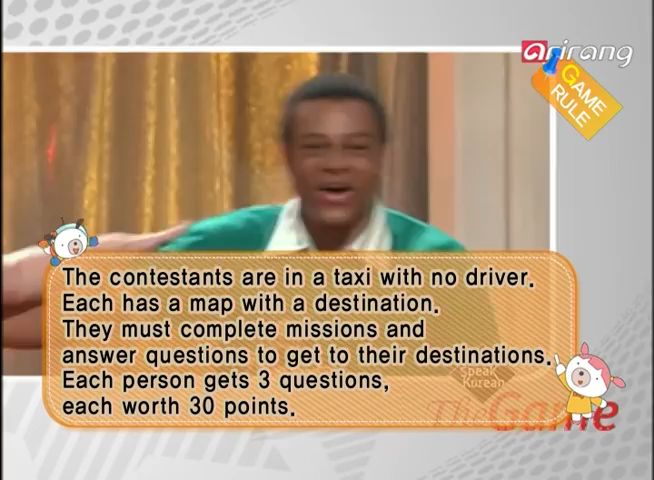 arirang
GAME
RULE
The contestants are in a taxi with no driver.
Each has a map with a destination.
They must complete missions and
answer questions to get to their destinations.
Each person gets 3 questions,
each worth 30 points.
Speak
Korean
The Game